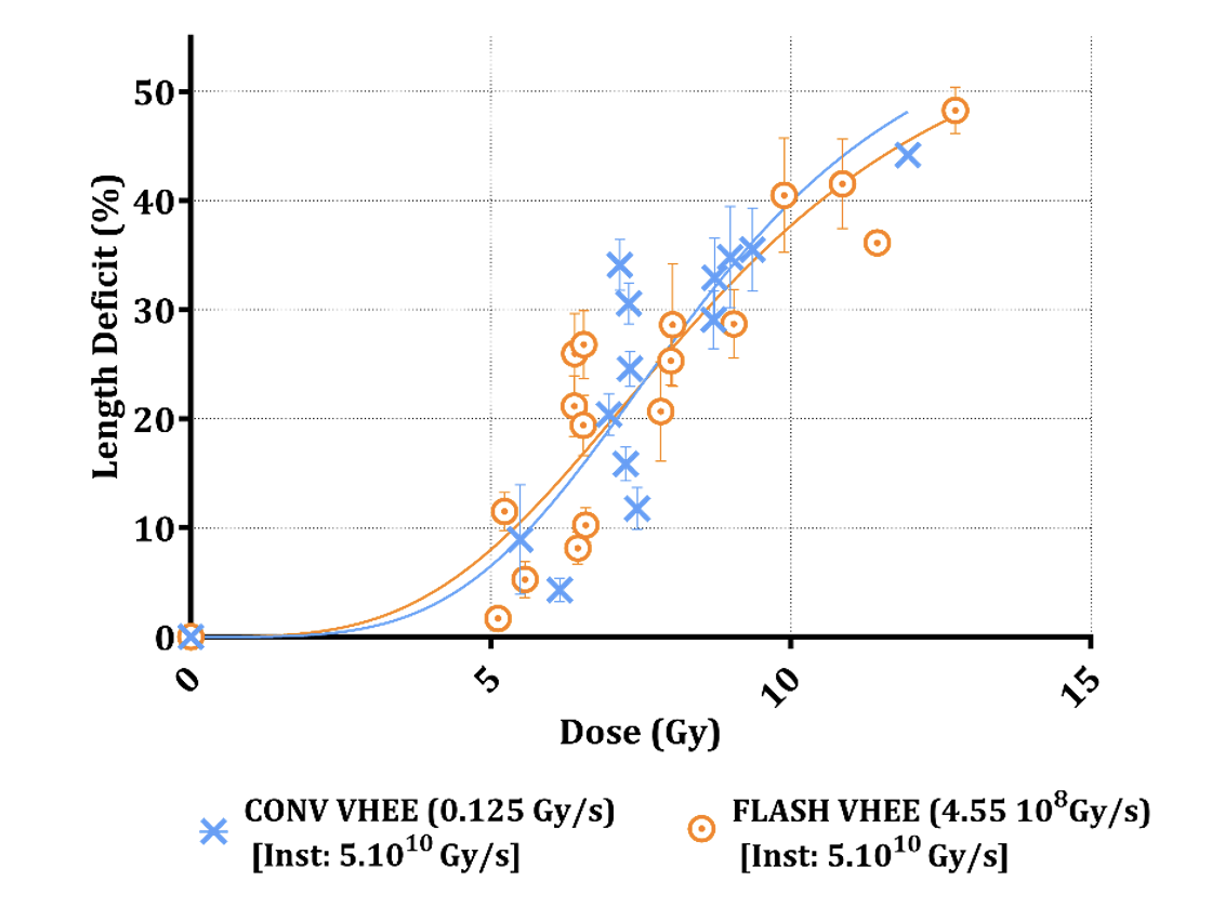 Length Deficit (%)
50
40
30
20
10
0
0 5 10 15
Dose (Gy)
CONV VHEE (0.125 Gy/s)
[Inst: 5.10¹⁰ Gy/s]
FLASH VHEE (4.55 10⁸Gy/s)
[Inst: 5.10¹⁰ Gy/s]